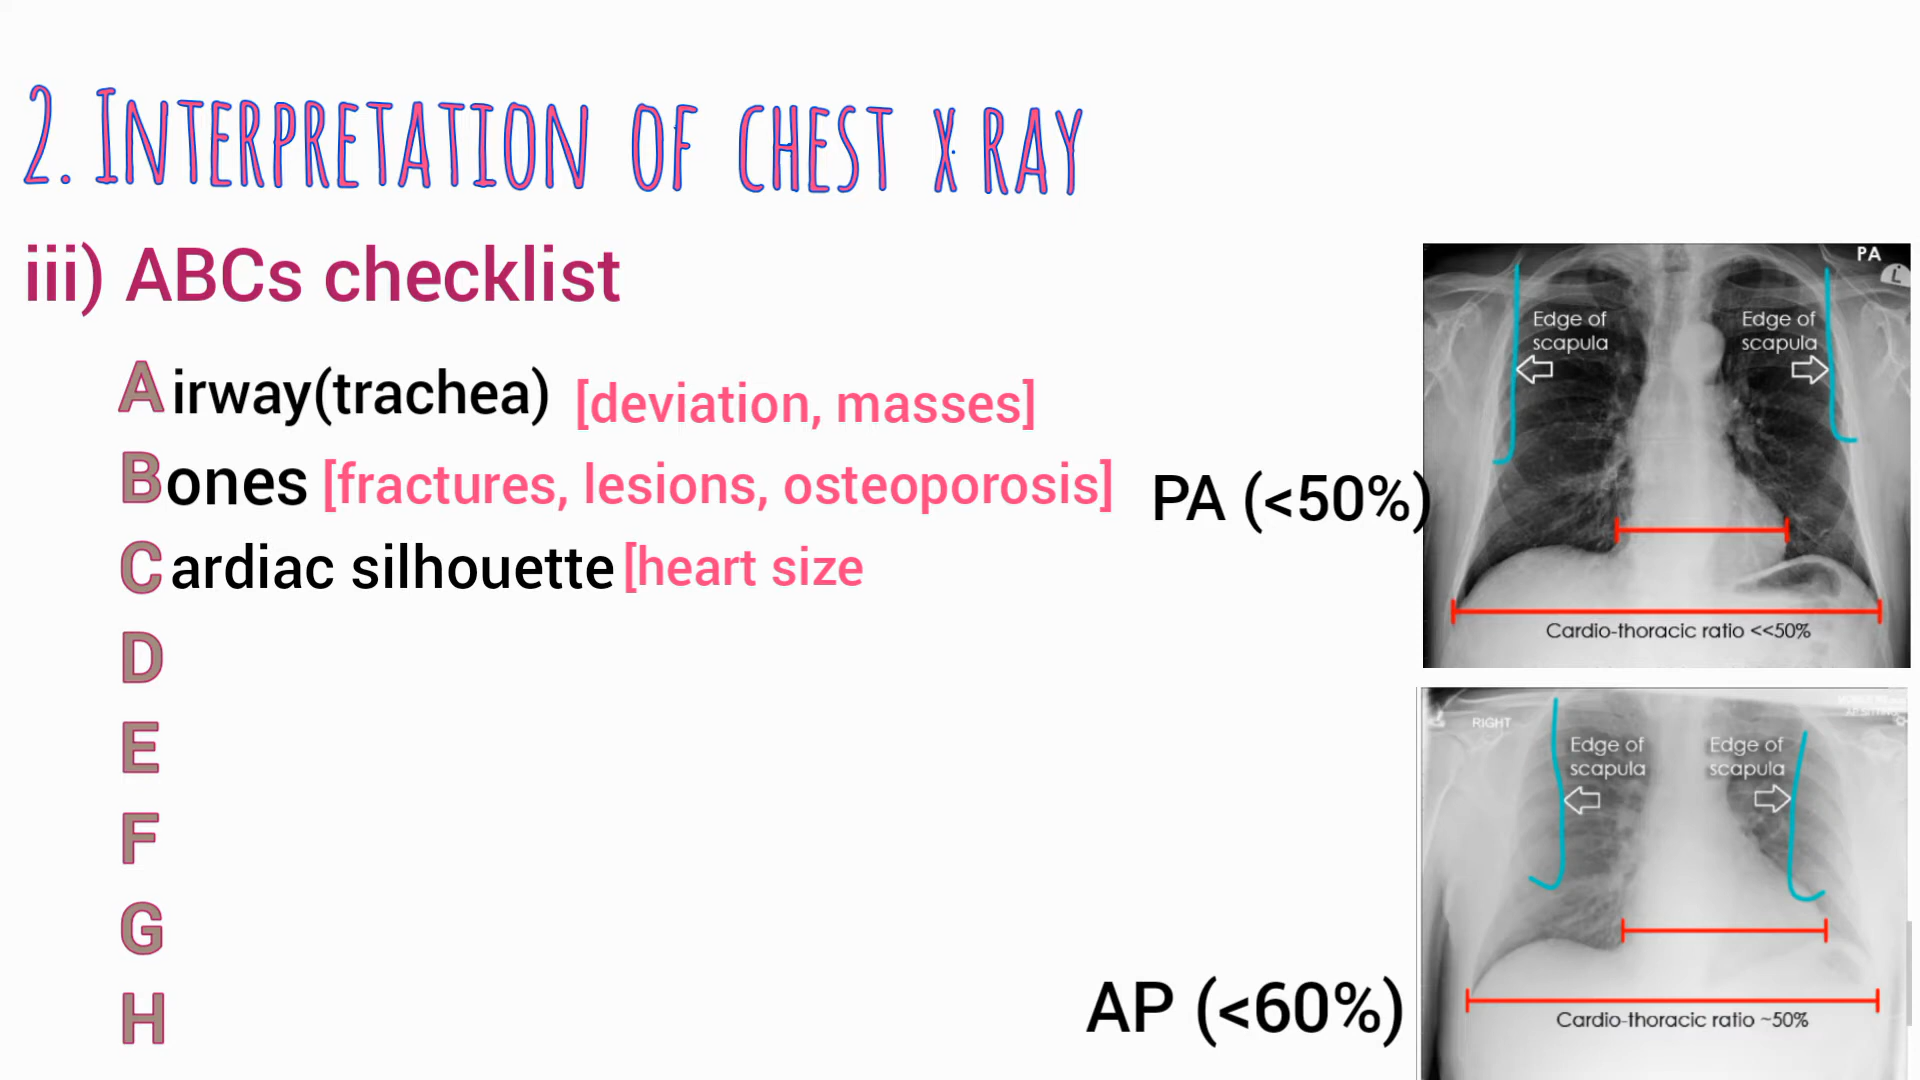 2. INTERPRETATION OF CHEST X RAY
iii) ABCs checklist
Airway(trachea) [deviation, masses]
Bones [fractures, lesions, osteoporosis]
Cardiac silhouette [heart size
D
E
F
G
H
PA (<50%)
PA
L
Edge of scapula
Edge of scapula
Cardio-thoracic ratio <<50%
AP (<60%)
RIGHT
Edge of scapula
Edge of scapula
Cardio-thoracic ratio ~50%